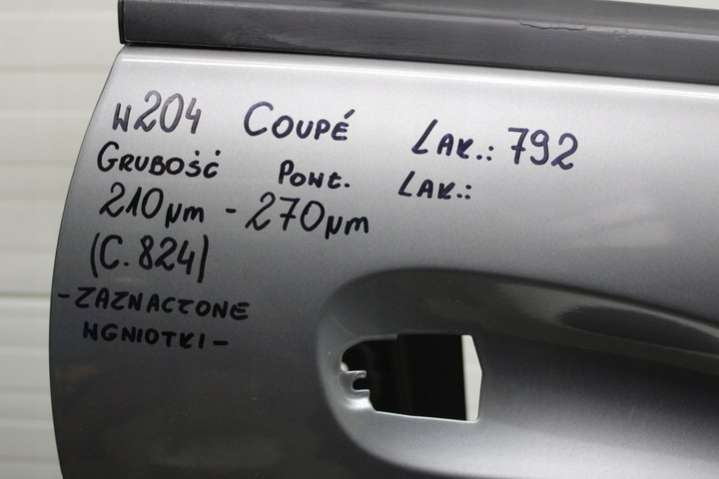 W204 COUPÉ LAK.: 792
GRUBOŚĆ POWŁ. LAK.:
210µm - 270µm
(C.824)
-ZAZNACZONE
WGNIOTKI-